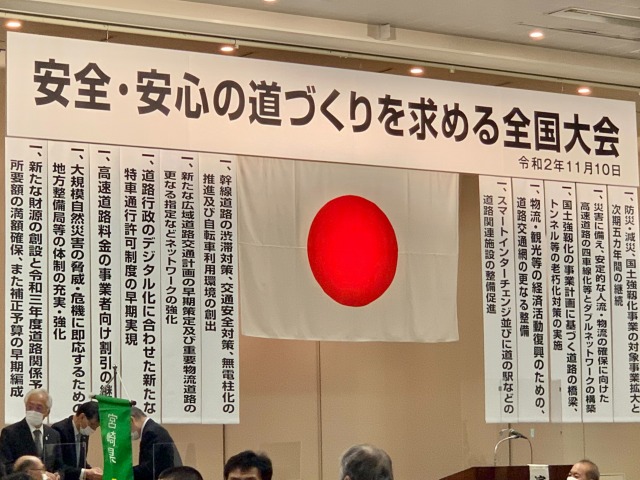 安全・安心の道づくりを求める全国大会
令和2年11月10日
一、防災・減災、国土強靱化事業の対象事業拡大と
次期五カ年間の継続
一、災害に備え、安定的な人流・物流の確保に向けた
高速道路の四車線化等とダブルネットワークの構築
一、国土強靱化の事業計画に基づく道路の橋梁、
トンネル等の老朽化対策の実施
一、物流・観光等の経済活動復興のための、
道路交通網の更なる整備
一、スマートインターチェンジ並びに道の駅などの
道路関連施設の整備促進
一、幹線道路の渋滞対策、交通安全対策、無電柱化の
推進及び自転車利用環境の創出
一、新たな広域道路交通計画の早期策定及び重要物流道路の
更なる指定などネットワークの強化
一、道路行政のデジタル化に合わせた新たな
特車通行許可制度の早期実現
一、高速道路料金の事業者向け割引の継
一、大規模自然災害の脅威・危機に即応するため
地方整備局等の体制の充実・強化
一、新たな財源の創設と令和三年度道路関係予
所要額の満額確保、また補正予算の早期編成
宮崎県